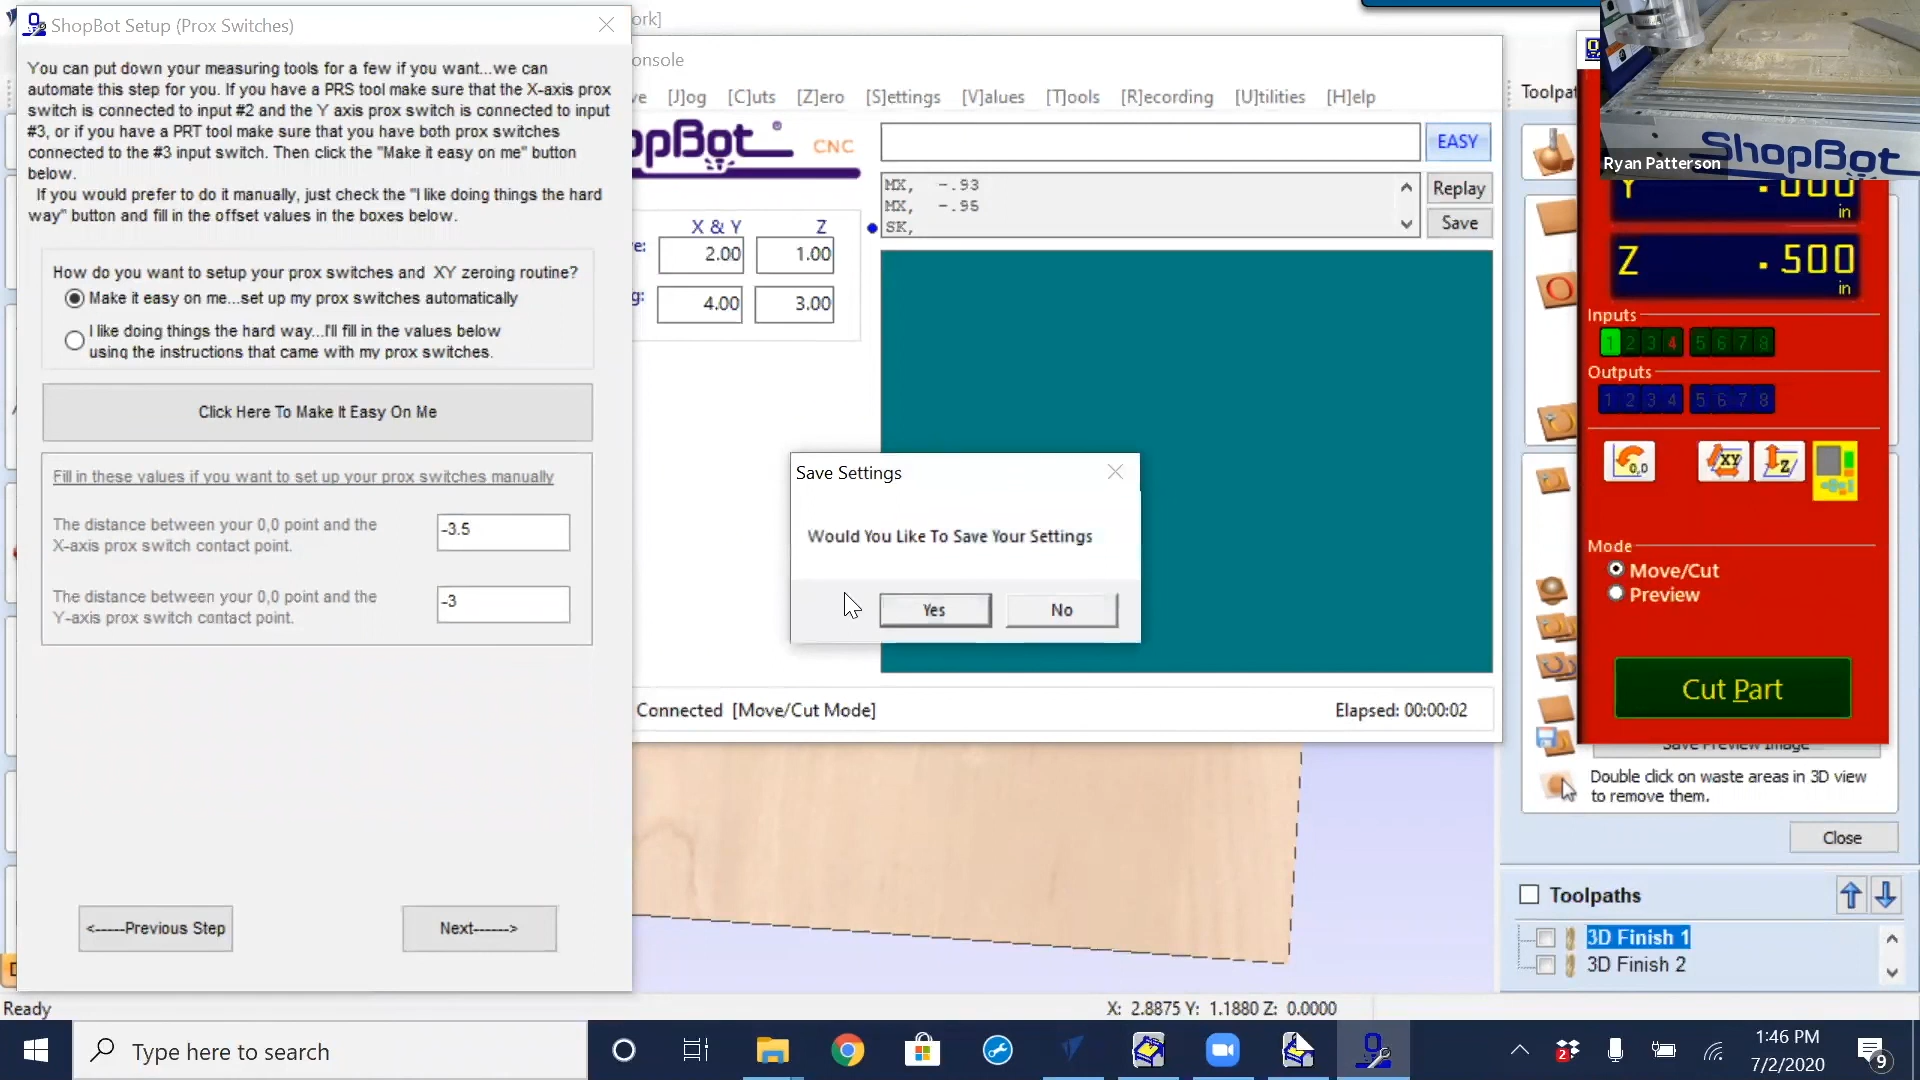 ShopBot Setup (Prox Switches)
You can put down your measuring tools for a few if you want...we can
automate this step for you. If you have a PRS tool make sure that the X-axis prox
switch is connected to input #2 and the Y axis prox switch is connected to input
#3, or if you have a PRT tool make sure that you have both prox switches
connected to the #3 input switch. Then click the "Make it easy on me" button
below.
If you would prefer to do it manually, just check the "I like doing things the hard
way" button and fill in the offset values in the boxes below.
How do you want to setup your prox switches and XY zeroing routine?
Make it easy on me...set up my prox switches automatically
I like doing things the hard way...I'll fill in the values below
using the instructions that came with my prox switches.
Click Here To Make It Easy On Me
Fill in these values if you want to set up your prox switches manually
The distance between your 0,0 point and the
X-axis prox switch contact point.
-3.5
The distance between your 0,0 point and the
Y-axis prox switch contact point.
-3
<-----Previous Step
Next------>
ork]
onsole
ve [J]og [C]uts [Z]ero [S]ettings [V]alues [T]ools [R]ecording [U]tilities [H]elp
opBot
®
CNC
EASY
MX, -.93
MX, -.95
SK,
Replay
Save
X & Y Z
e: 2.00 1.00
g: 4.00 3.00
Save Settings
Would You Like To Save Your Settings
Yes
No
Connected [Move/Cut Mode]
Elapsed: 00:00:02
Toolpat
ShopBot
Ryan Patterson
Y .000
in
Z .500
in
Inputs
1 2 3 4 5 6 7 8
Outputs
1 2 3 4 5 6 7 8
0,0
XY
Z
Mode
Move/Cut
Preview
Cut Part
Save Preview Image
Double click on waste areas in 3D view
to remove them.
Close
Toolpaths
3D Finish 1
3D Finish 2
Ready
X: 2.8875 Y: 1.1880 Z: 0.0000
Type here to search
2
1:46 PM
7/2/2020
9